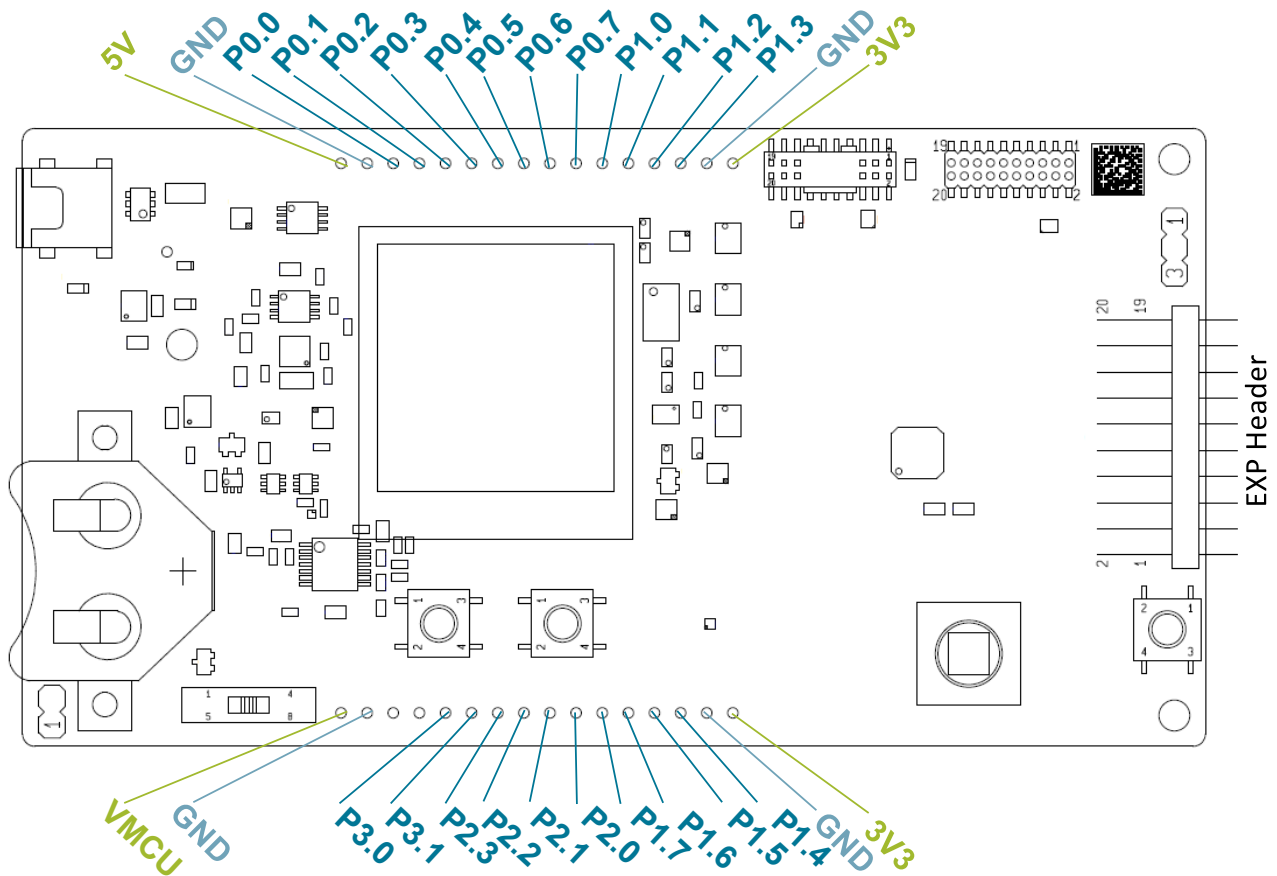 5V
GND
P0.0
P0.1
P0.2
P0.3
P0.4
P0.5
P0.6
P0.7
P1.0
P1.1
P1.2
P1.3
GND
3V3
19
1
20
2
1
3
20
19
EXP Header
2
1
1
3
2
4
1
3
2
4
2
1
4
3
1
4
5
8
1
VMCU
GND
P3.0
P3.1
P2.3
P2.2
P2.1
P2.0
P1.7
P1.6
P1.5
P1.4
GND
3V3